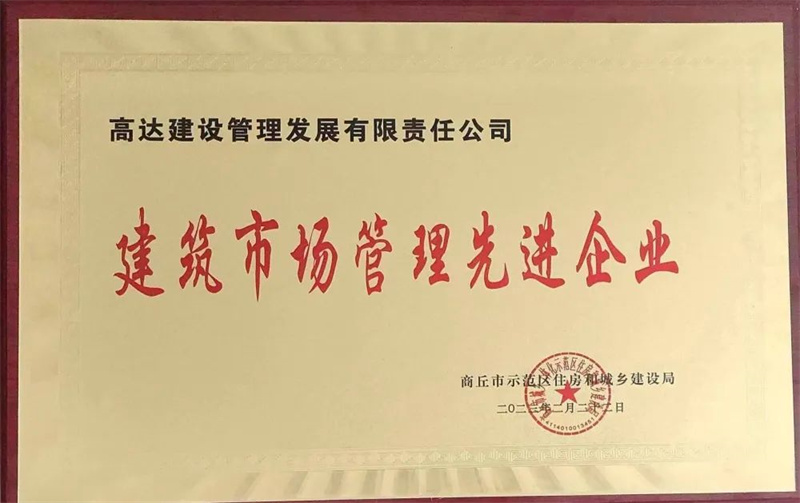 高达建设管理发展有限责任公司
建筑市场管理先进企业
商丘市示范区住房和城乡建设局
二〇二三年二月二十二日